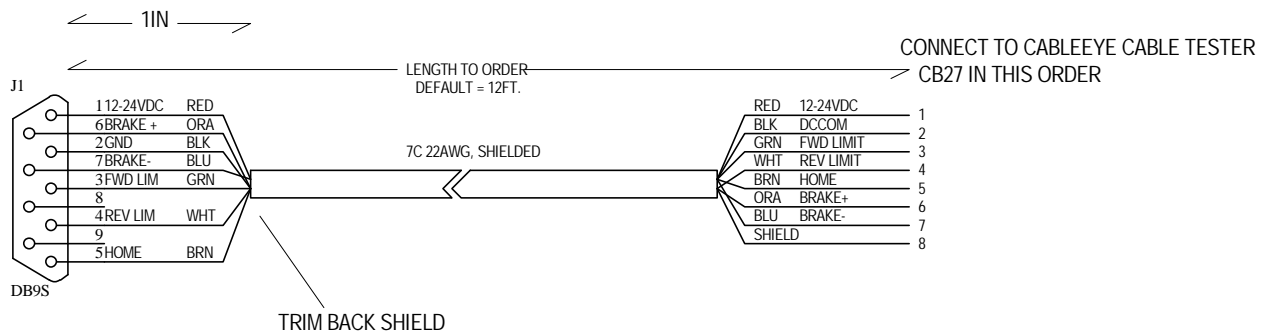 1IN
CONNECT TO CABLEEYE CABLE TESTER
CB27 IN THIS ORDER
LENGTH TO ORDER
DEFAULT = 12FT.
J1
1 12-24VDC RED
6 BRAKE + ORA
2 GND BLK
7 BRAKE- BLU
3 FWD LIM GRN
8
4 REV LIM WHT
9
5 HOME BRN
DB9S
7C 22AWG, SHIELDED
RED 12-24VDC 1
BLK DCCOM 2
GRN FWD LIMIT 3
WHT REV LIMIT 4
BRN HOME 5
ORA BRAKE+ 6
BLU BRAKE- 7
SHIELD 8
TRIM BACK SHIELD